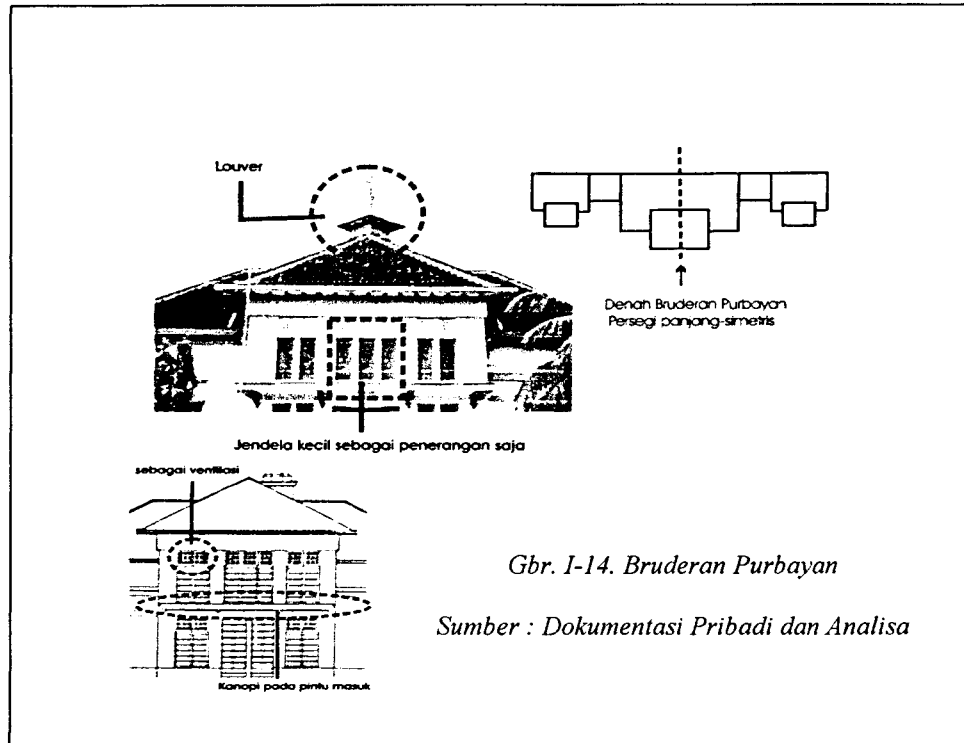 Louver
Denah Bruderan Purbayan
Persegi panjang-simetris
Jendela kecil sebagai penerangan saja
sebagai ventilasi
Gbr. I-14. Bruderan Purbayan
Sumber : Dokumentasi Pribadi dan Analisa
Kanopi pada pintu masuk